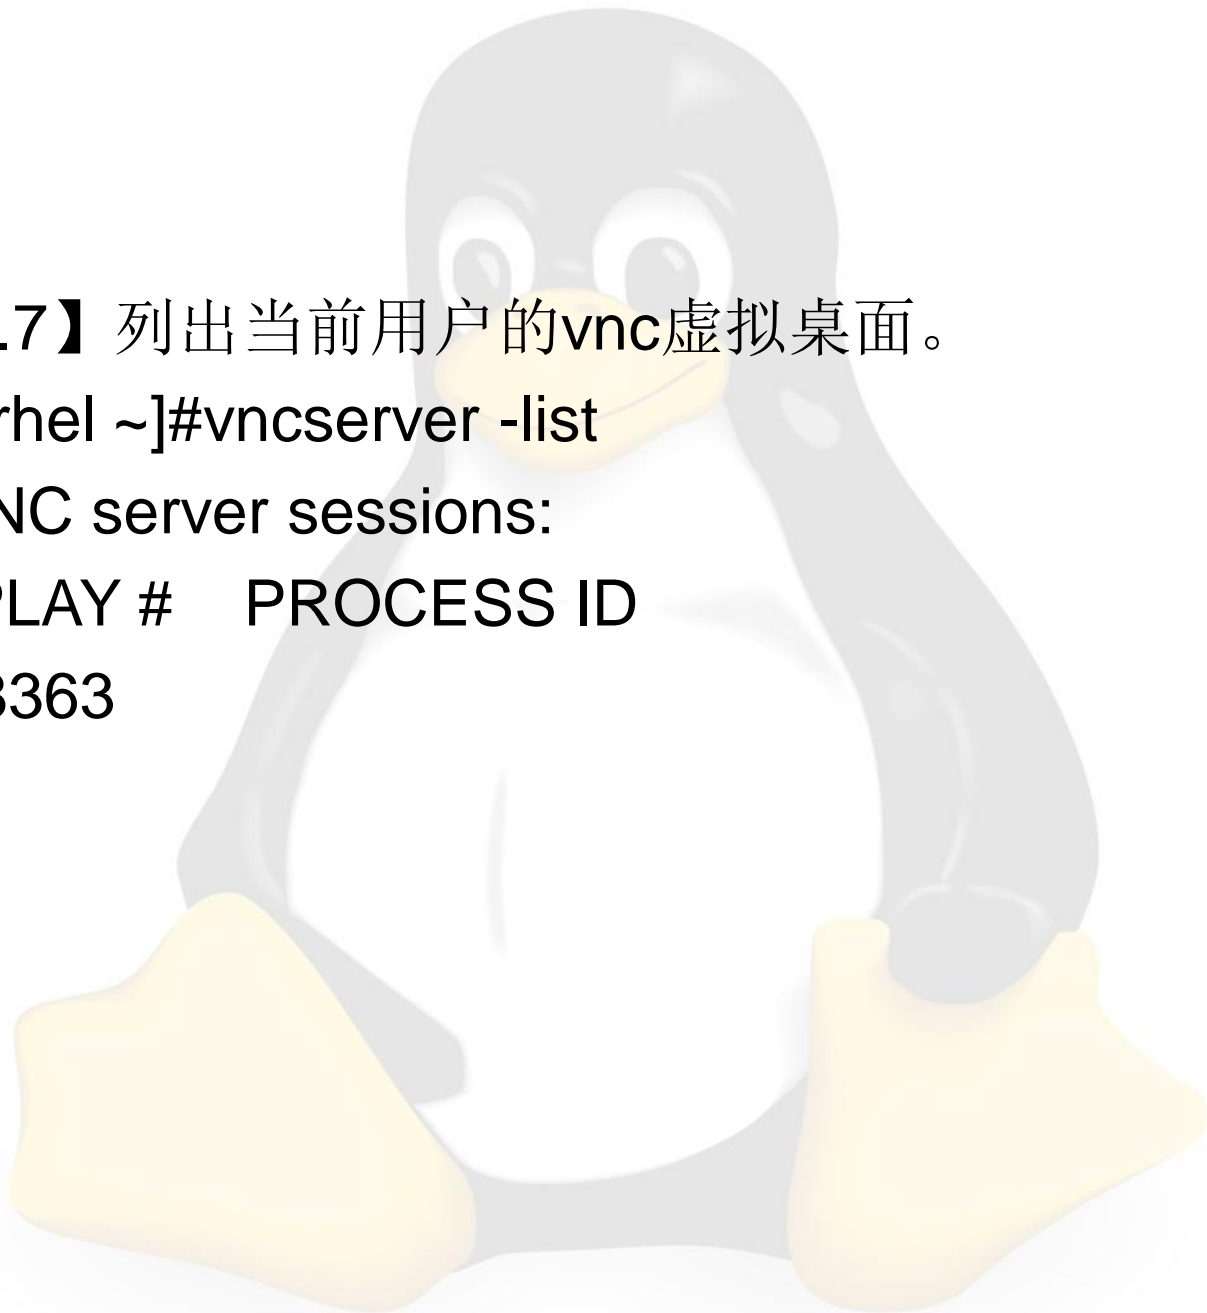 .7】列出当前用户的vnc虚拟桌面。
rhel ~]#vncserver -list
NC server sessions:
PLAY #    PROCESS ID
3363